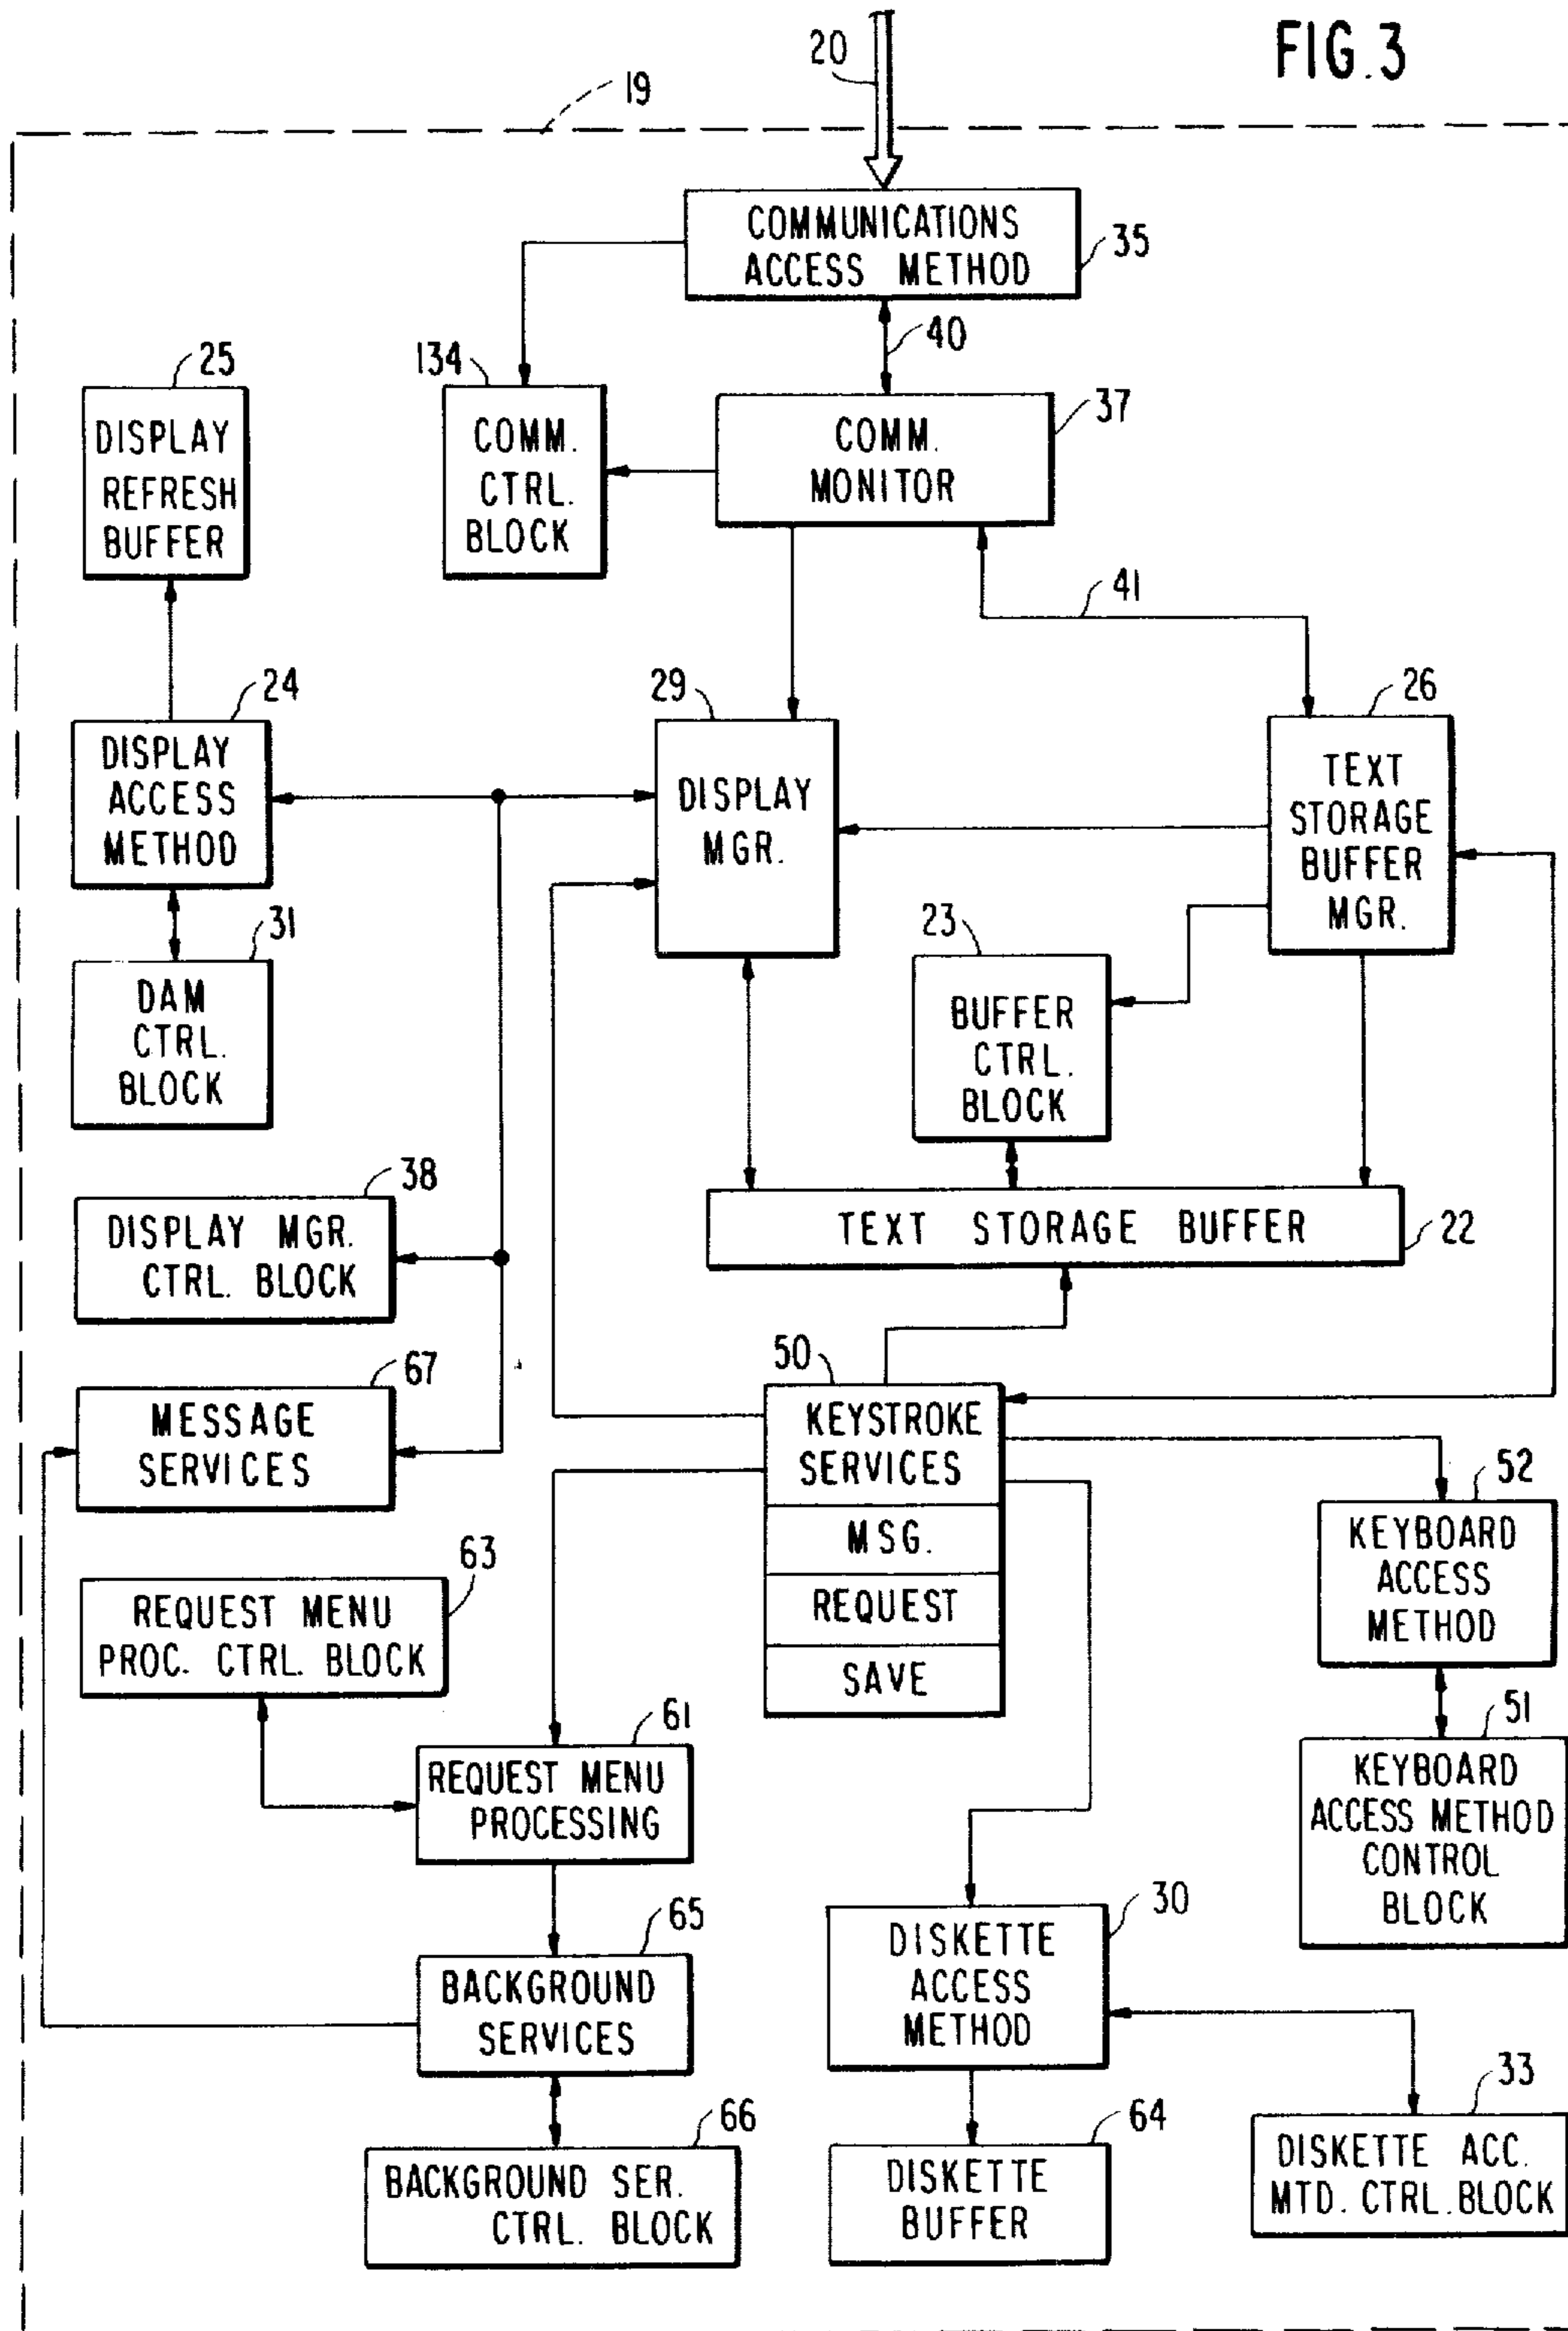 FIG.3
20
19
COMMUNICATIONS
ACCESS METHOD
35
40
25
134
37
DISPLAY
REFRESH
BUFFER
COMM.
CTRL.
BLOCK
COMM.
MONITOR
41
24
29
26
DISPLAY
ACCESS
METHOD
DISPLAY
MGR.
TEXT
STORAGE
BUFFER
MGR.
31
23
DAM
CTRL.
BLOCK
BUFFER
CTRL.
BLOCK
38
DISPLAY MGR.
CTRL. BLOCK
TEXT STORAGE BUFFER
22
67
50
MESSAGE
SERVICES
KEYSTROKE
SERVICES
MSG.
REQUEST
SAVE
52
KEYBOARD
ACCESS
METHOD
63
REQUEST MENU
PROC. CTRL. BLOCK
61
REQUEST MENU
PROCESSING
51
KEYBOARD
ACCESS METHOD
CONTROL
BLOCK
65
BACKGROUND
SERVICES
30
DISKETTE
ACCESS
METHOD
66
BACKGROUND SER.
CTRL. BLOCK
64
DISKETTE
BUFFER
33
DISKETTE ACC.
MTD. CTRL. BLOCK